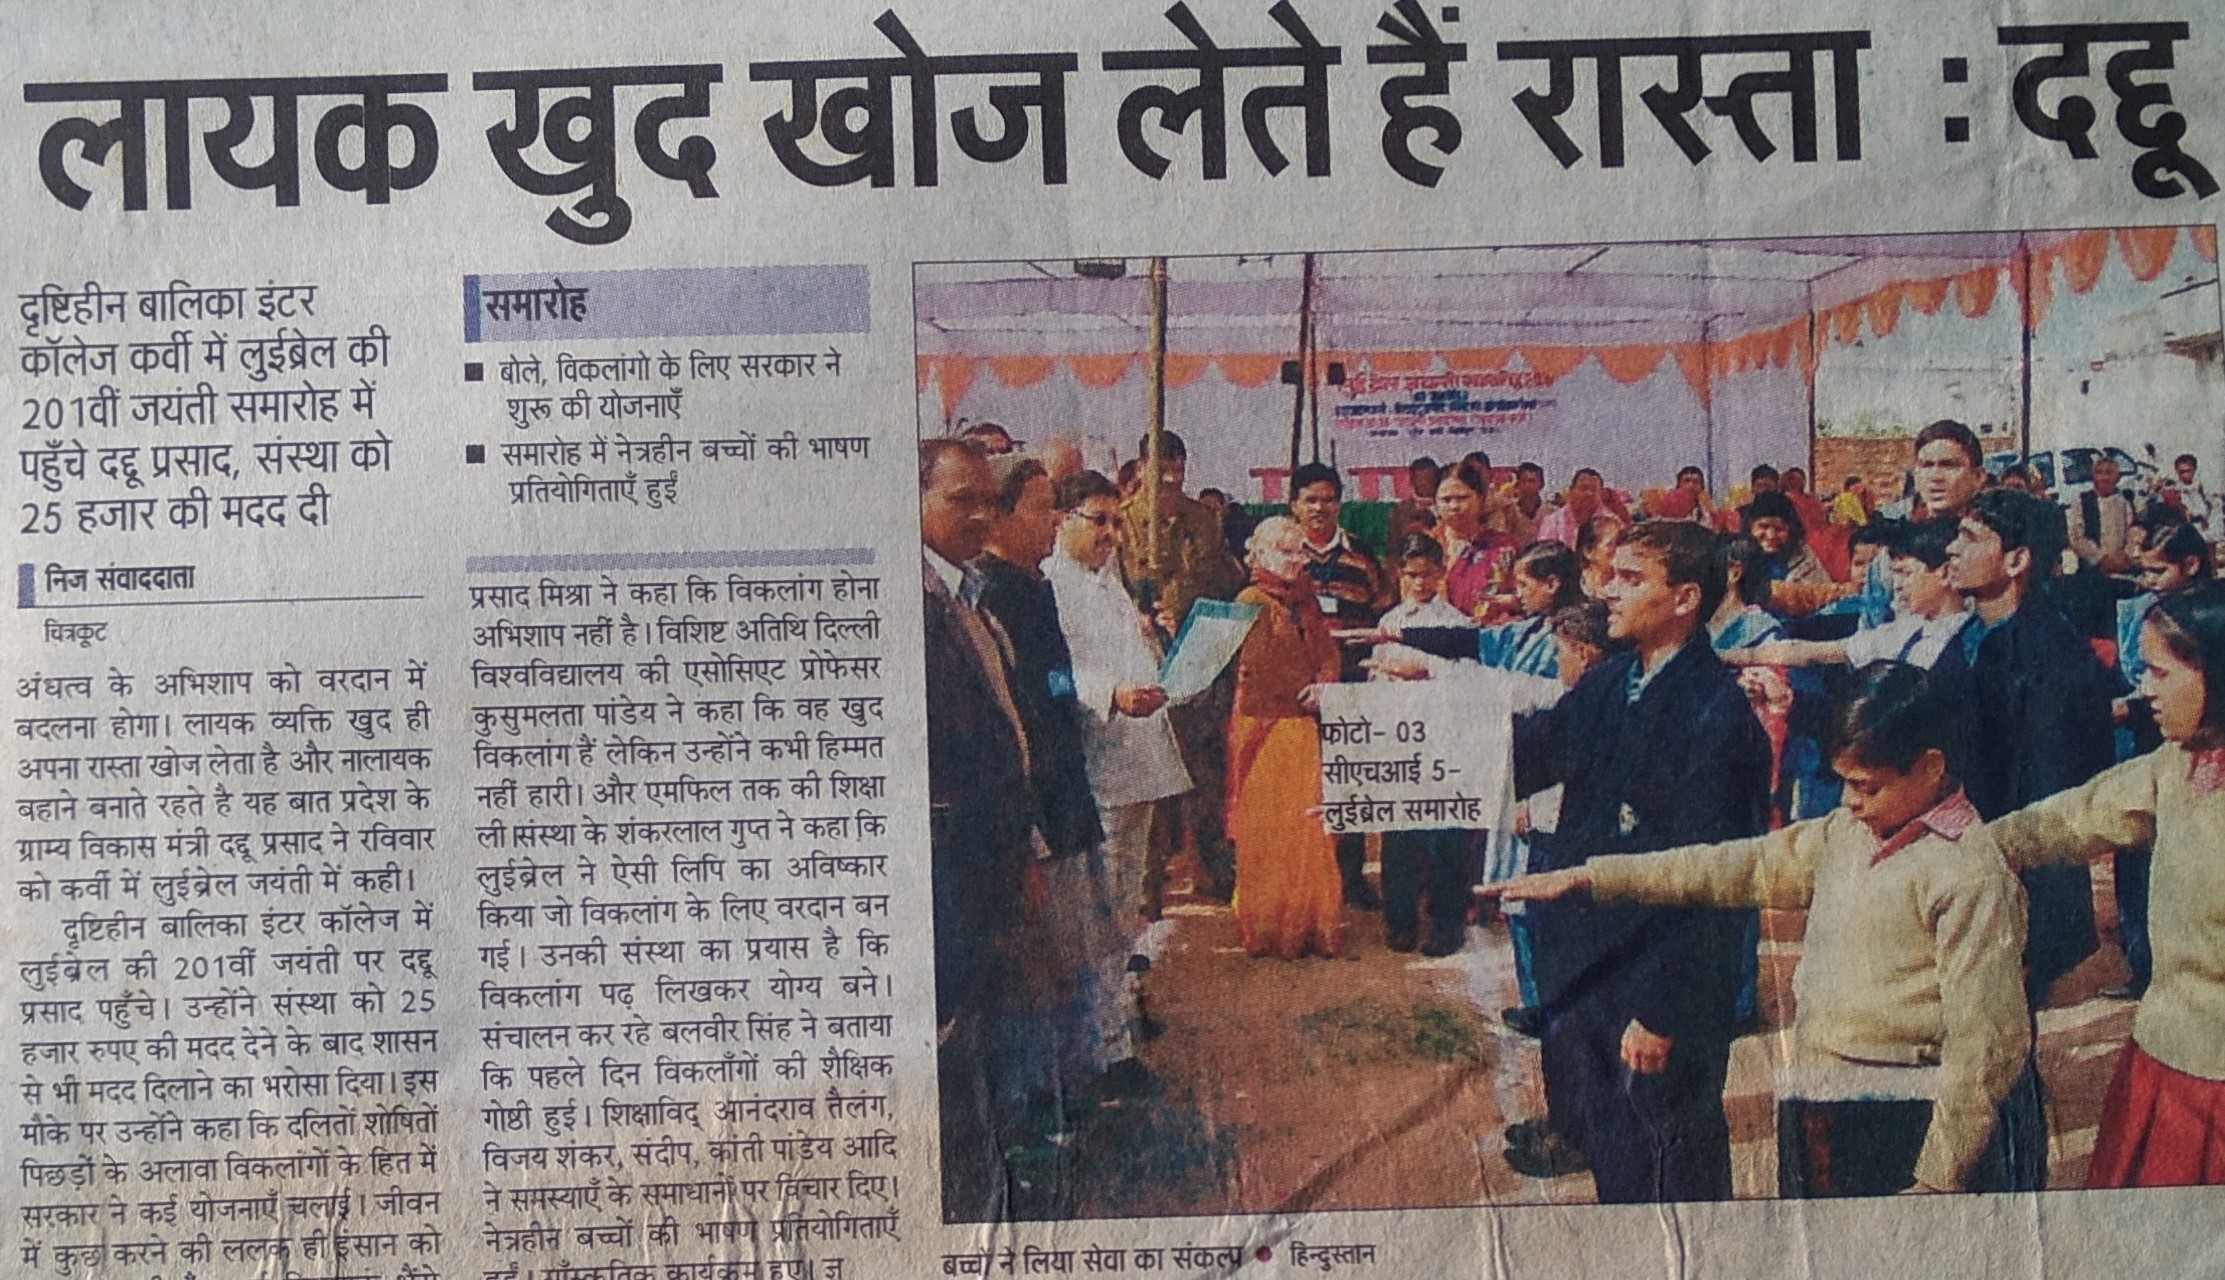 लायक खुद खोज लेते हैं रास्ता : दद्दू
दृष्टिहीन बालिका इंटर
कॉलेज कर्वी में लुईब्रेल की
201वीं जयंती समारोह में
पहुँचे दद्दू प्रसाद, संस्था को
25 हजार की मदद दी
निज संवाददाता
चित्रकूट
अंधत्व के अभिशाप को वरदान में
बदलना होगा। लायक व्यक्ति खुद ही
अपना रास्ता खोज लेता है और नालायक
बहाने बनाते रहते है यह बात प्रदेश के
ग्राम्य विकास मंत्री दद्दू प्रसाद ने रविवार
को कर्वी में लुईब्रेल जयंती में कही।
दृष्टिहीन बालिका इंटर कॉलेज में
लुईब्रेल की 201वीं जयंती पर दद्दू
प्रसाद पहुँचे। उन्होंने संस्था को 25
हजार रुपए की मदद देने के बाद शासन
से भी मदद दिलाने का भरोसा दिया। इस
मौके पर उन्होंने कहा कि दलितों शोषितों
पिछड़ों के अलावा विकलांगों के हित में
सरकार ने कई योजनाएँ चलाई। जीवन
में कुछ करने की ललक ही इंसान को
समारोह
■ बोले, विकलांगो के लिए सरकार ने
शुरू की योजनाएँ
■ समारोह में नेत्रहीन बच्चों की भाषण
प्रतियोगिताएँ हुईं
प्रसाद मिश्रा ने कहा कि विकलांग होना
अभिशाप नहीं है। विशिष्ट अतिथि दिल्ली
विश्वविद्यालय की एसोसिएट प्रोफेसर
कुसुमलता पांडेय ने कहा कि वह खुद
विकलांग हैं लेकिन उन्होंने कभी हिम्मत
नहीं हारी। और एमफिल तक की शिक्षा
ली।संस्था के शंकरलाल गुप्त ने कहा कि
लुईब्रेल ने ऐसी लिपि का अविष्कार
किया जो विकलांग के लिए वरदान बन
गई। उनकी संस्था का प्रयास है कि
विकलांग पढ़ लिखकर योग्य बने।
संचालन कर रहे बलवीर सिंह ने बताया
कि पहले दिन विकलाँगों की शैक्षिक
गोष्ठी हुई। शिक्षाविद् आनंदराव तैलंग,
विजय शंकर, संदीप, कांती पांडेय आदि
ने समस्याएँ के समाधानों पर विचार दिए।
नेत्रहीन बच्चों की भाषण प्रतियोगिताएँ
हुईं। साँस्कृतिक कार्यक्रम हुए।
फोटो- 03
सीएचआई 5-
लुईब्रेल समारोह
बच्चों ने लिया सेवा का संकल्प ● हिन्दुस्तान